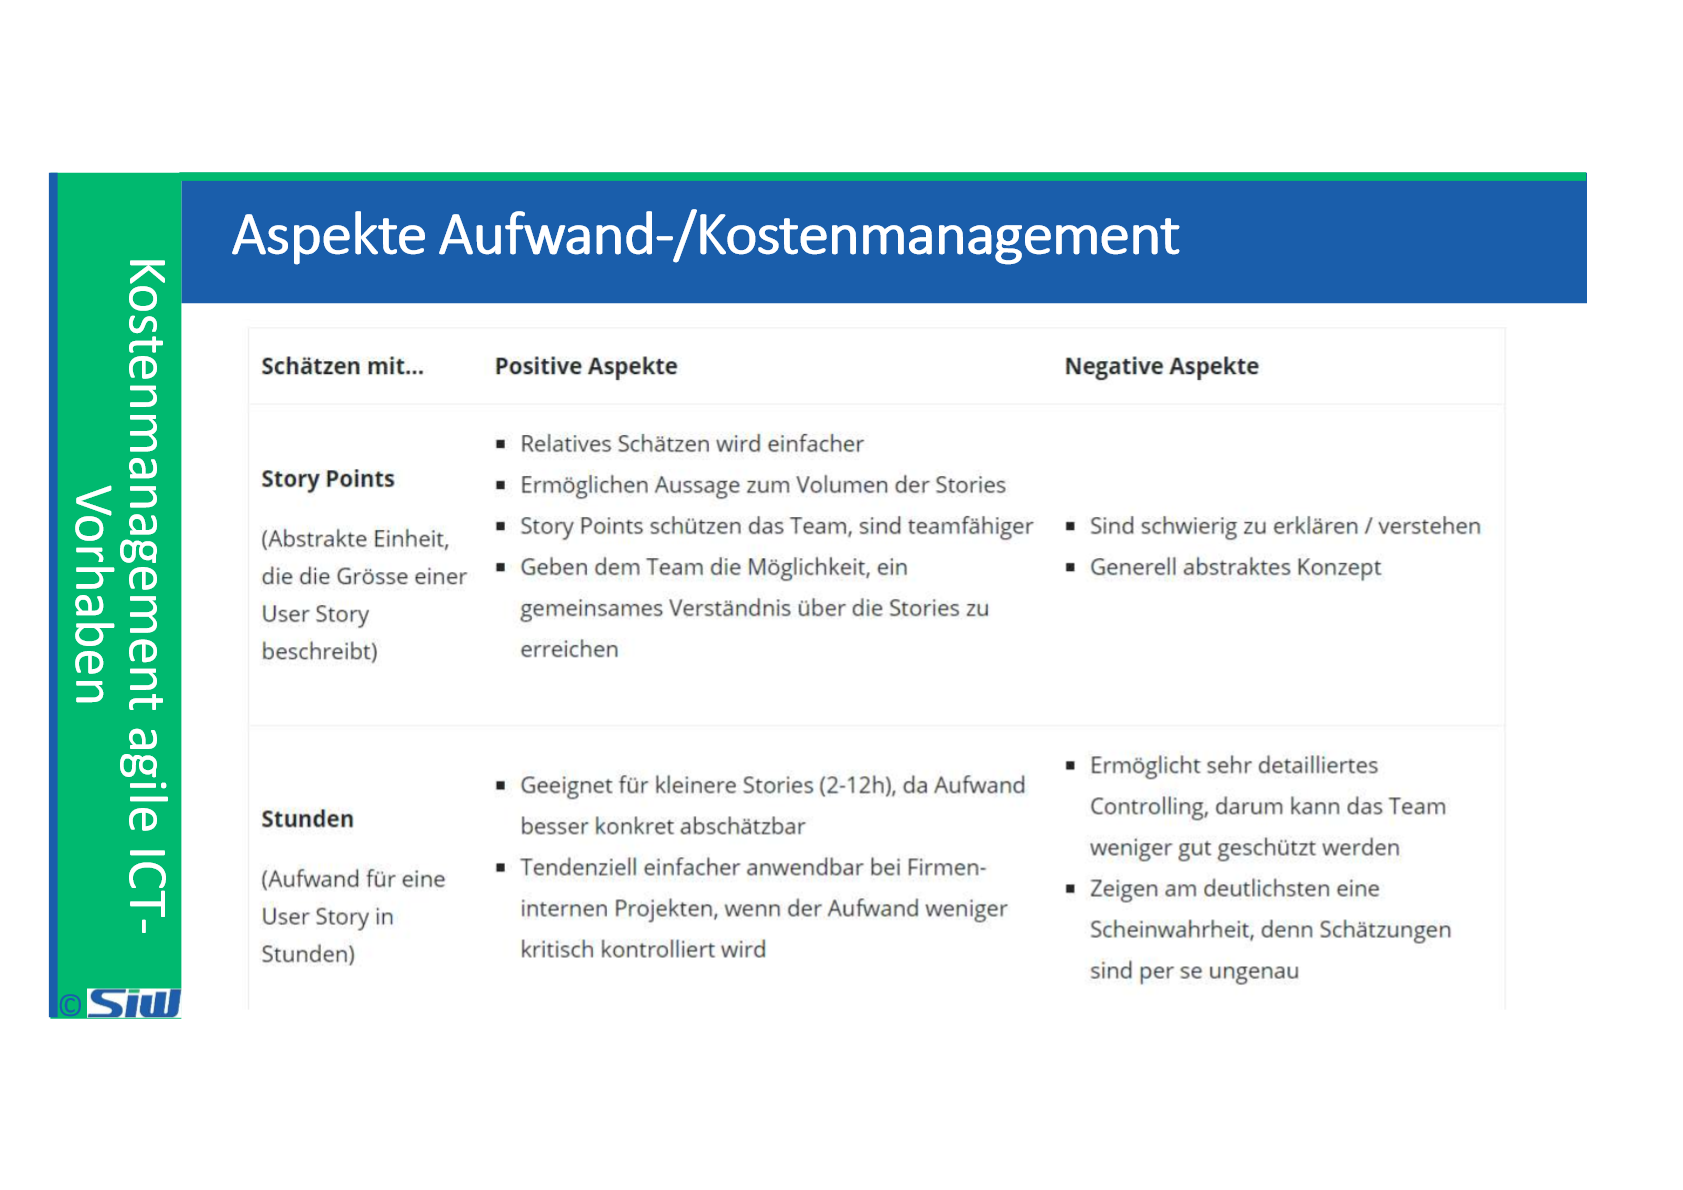 Aspekte Aufwand-/Kostenmanagement
Kostenmanagement agile ICT-
Vorhaben
© SiW
Schätzen mit... Positive Aspekte Negative Aspekte
Story Points
(Abstrakte Einheit,
die die Grösse einer
User Story
beschreibt)
▪ Relatives Schätzen wird einfacher
▪ Ermöglichen Aussage zum Volumen der Stories
▪ Story Points schützen das Team, sind teamfähiger
▪ Geben dem Team die Möglichkeit, ein
gemeinsames Verständnis über die Stories zu
erreichen
▪ Sind schwierig zu erklären / verstehen
▪ Generell abstraktes Konzept
Stunden
(Aufwand für eine
User Story in
Stunden)
▪ Geeignet für kleinere Stories (2-12h), da Aufwand
besser konkret abschätzbar
▪ Tendenziell einfacher anwendbar bei Firmen-
internen Projekten, wenn der Aufwand weniger
kritisch kontrolliert wird
▪ Ermöglicht sehr detailliertes
Controlling, darum kann das Team
weniger gut geschützt werden
▪ Zeigen am deutlichsten eine
Scheinwahrheit, denn Schätzungen
sind per se ungenau